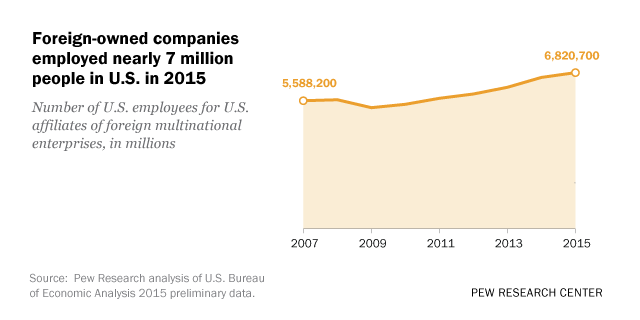 Foreign-owned companies
employed nearly 7 million
people in U.S. in 2015
Number of U.S. employees for U.S.
affiliates of foreign multinational
enterprises, in millions
6,820,700
5,588,200
2007 2009 2011 2013 2015
Source:  Pew Research analysis of U.S. Bureau
of Economic Analysis 2015 preliminary data.
PEW RESEARCH CENTER